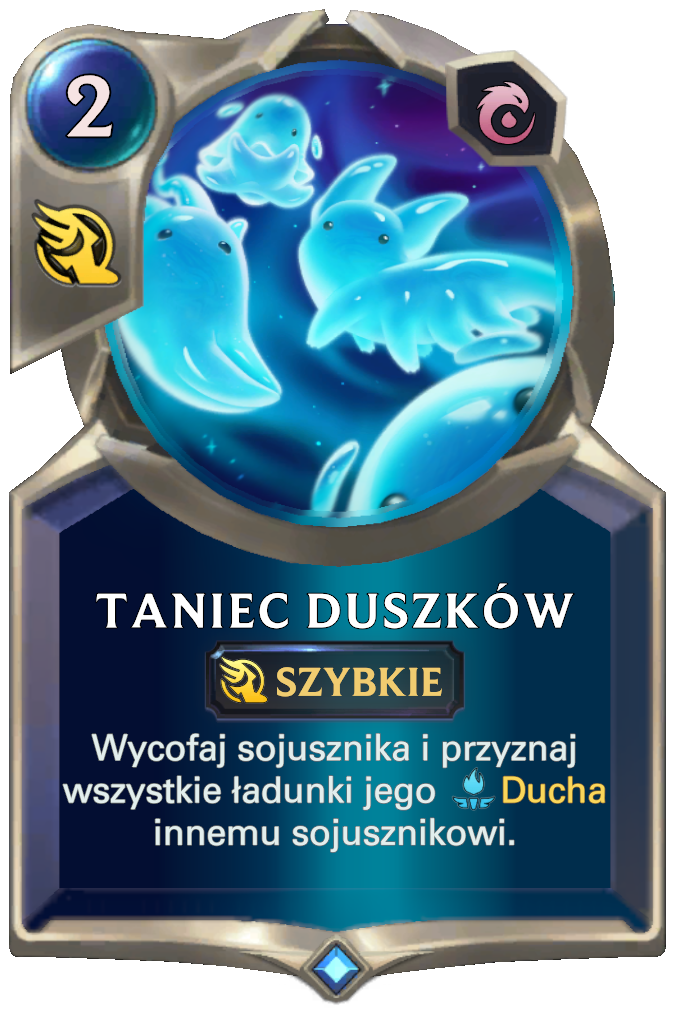 2
TANIEC DUSZKÓW
SZYBKIE
Wycofaj sojusznika i przyznaj
wszystkie ładunki jego Ducha
innemu sojusznikowi.